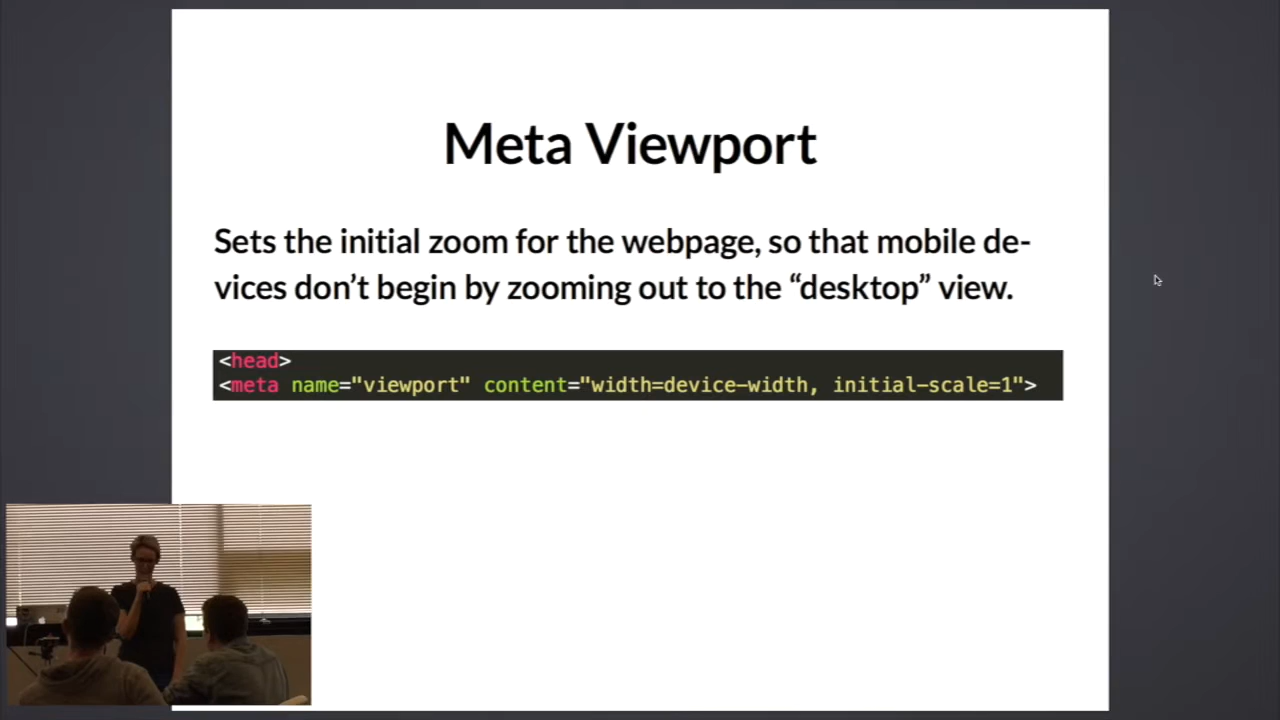 Meta Viewport
Sets the initial zoom for the webpage, so that mobile de-
vices don’t begin by zooming out to the “desktop” view.
<head>
<meta name="viewport" content="width=device-width, initial-scale=1">